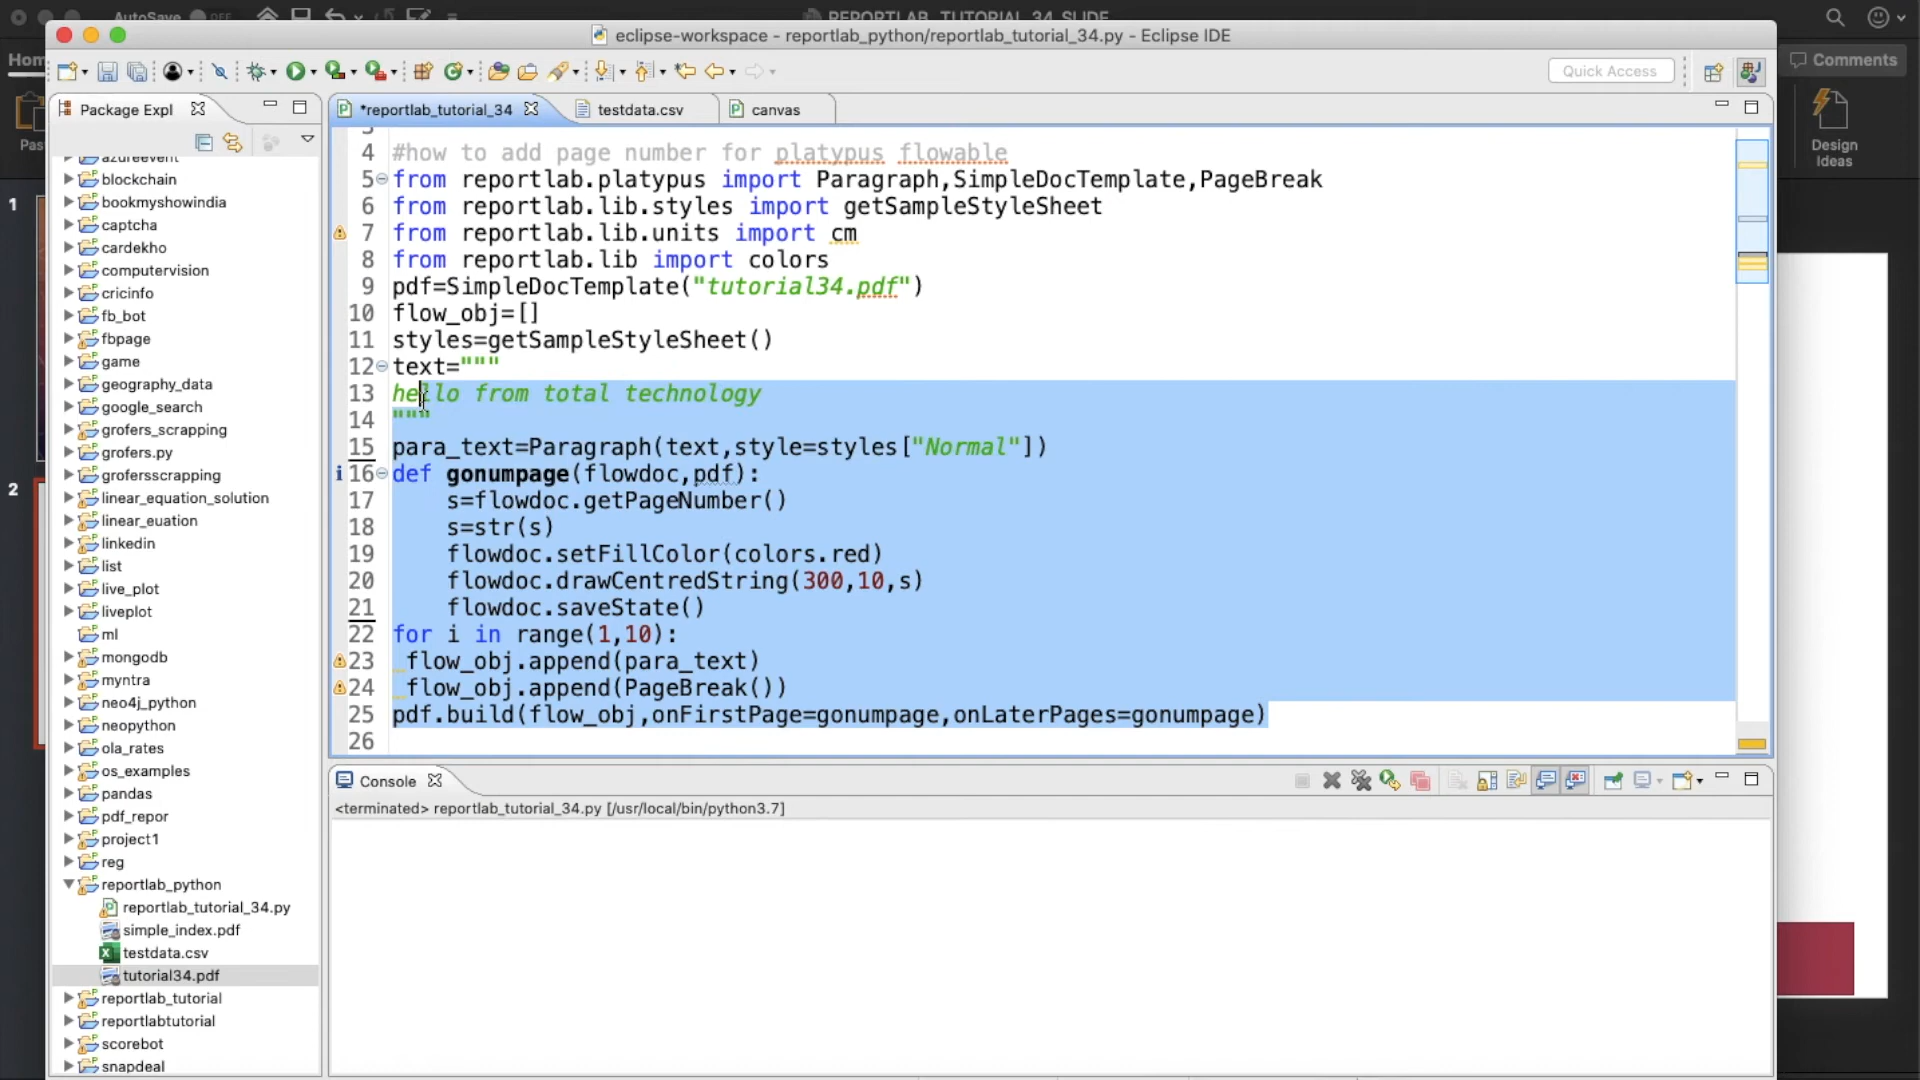 AutoSave OFF
REPORTLAB_TUTORIAL_34_SLIDE
eclipse-workspace - reportlab_python/reportlab_tutorial_34.py - Eclipse IDE
Comments
Quick Access
Design
Ideas
1
2
Package Expl
azureevent
blockchain
bookmyshowindia
captcha
cardekho
computervision
cricinfo
fb_bot
fbpage
game
geography_data
google_search
grofers_scrapping
grofers.py
grofersscrapping
linear_equation_solution
linear_euation
linkedin
list
live_plot
liveplot
ml
mongodb
myntra
neo4j_python
neopython
ola_rates
os_examples
pandas
pdf_repor
project1
reg
reportlab_python
reportlab_tutorial_34.py
simple_index.pdf
testdata.csv
tutorial34.pdf
reportlab_tutorial
reportlabtutorial
scorebot
snapdeal
*reportlab_tutorial_34 testdata.csv canvas
4 #how to add page number for platypus flowable
5 from reportlab.platypus import Paragraph,SimpleDocTemplate,PageBreak
6 from reportlab.lib.styles import getSampleStyleSheet
7 from reportlab.lib.units import cm
8 from reportlab.lib import colors
9 pdf=SimpleDocTemplate("tutorial34.pdf")
10 flow_obj=[]
11 styles=getSampleStyleSheet()
12 text="""
13 hello from total technology
14 """
15 para_text=Paragraph(text,style=styles["Normal"])
16 def gonumpage(flowdoc,pdf):
17 s=flowdoc.getPageNumber()
18 s=str(s)
19 flowdoc.setFillColor(colors.red)
20 flowdoc.drawCentredString(300,10,s)
21 flowdoc.saveState()
22 for i in range(1,10):
23 flow_obj.append(para_text)
24 flow_obj.append(PageBreak())
25 pdf.build(flow_obj,onFirstPage=gonumpage,onLaterPages=gonumpage)
26
Console
<terminated> reportlab_tutorial_34.py [/usr/local/bin/python3.7]